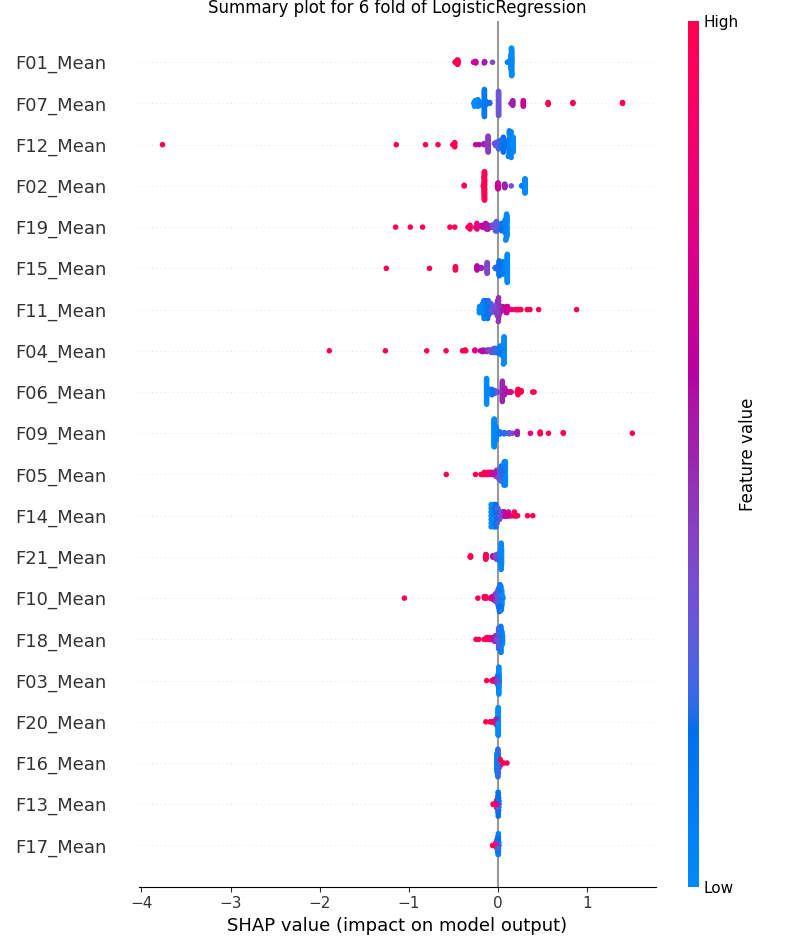 Summary plot for 6 fold of LogisticRegression
High
F01_Mean
F07_Mean
F12_Mean
F02_Mean
F19_Mean
F15_Mean
F11_Mean
F04_Mean
F06_Mean
F09_Mean
F05_Mean
F14_Mean
F21_Mean
F10_Mean
F18_Mean
F03_Mean
F20_Mean
F16_Mean
F13_Mean
F17_Mean
Feature value
Low
−4 −3 −2 −1 0 1
SHAP value (impact on model output)